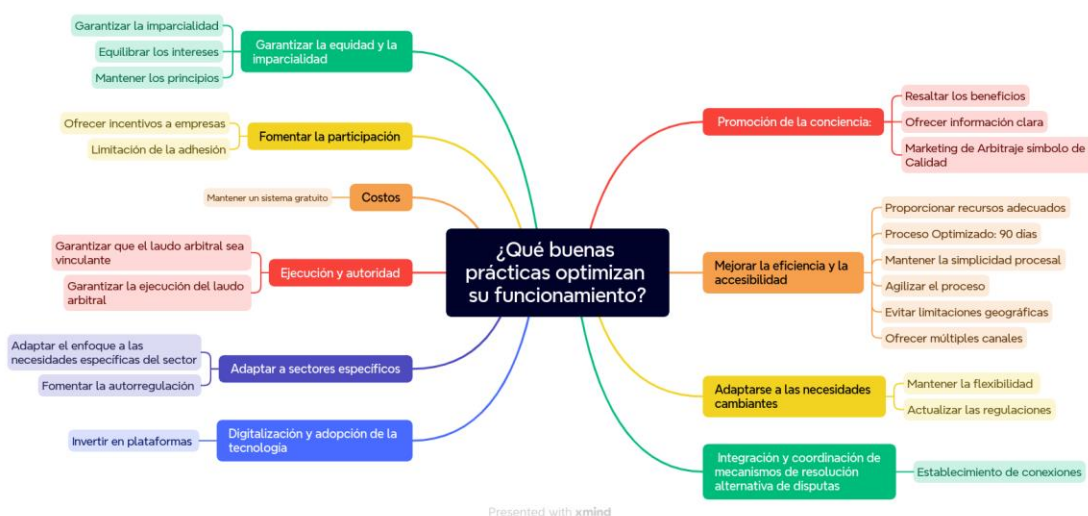 ¿Qué buenas
prácticas optimizan
su funcionamiento?
Promoción de la conciencia:
Resaltar los beneficios
Ofrecer información clara
Marketing de Arbitraje símbolo de
Calidad
Mejorar la eficiencia y la
accesibilidad
Proporcionar recursos adecuados
Proceso Optimizado: 90 días
Mantener la simplicidad procesal
Agilizar el proceso
Evitar limitaciones geográficas
Ofrecer múltiples canales
Adaptarse a las necesidades
cambiantes
Mantener la flexibilidad
Actualizar las regulaciones
Integración y coordinación de
mecanismos de resolución
alternativa de disputas
Establecimiento de conexiones
Garantizar la equidad y la
imparcialidad
Garantizar la imparcialidad
Equilibrar los intereses
Mantener los principios
Fomentar la participación
Ofrecer incentivos a empresas
Limitación de la adhesión
Costos
Mantener un sistema gratuito
Ejecución y autoridad
Garantizar que el laudo arbitral sea
vinculante
Garantizar la ejecución del laudo
arbitral
Adaptar a sectores específicos
Adaptar el enfoque a las
necesidades específicas del sector
Fomentar la autorregulación
Digitalización y adopción de la
tecnología
Invertir en plataformas
Presented with xmind